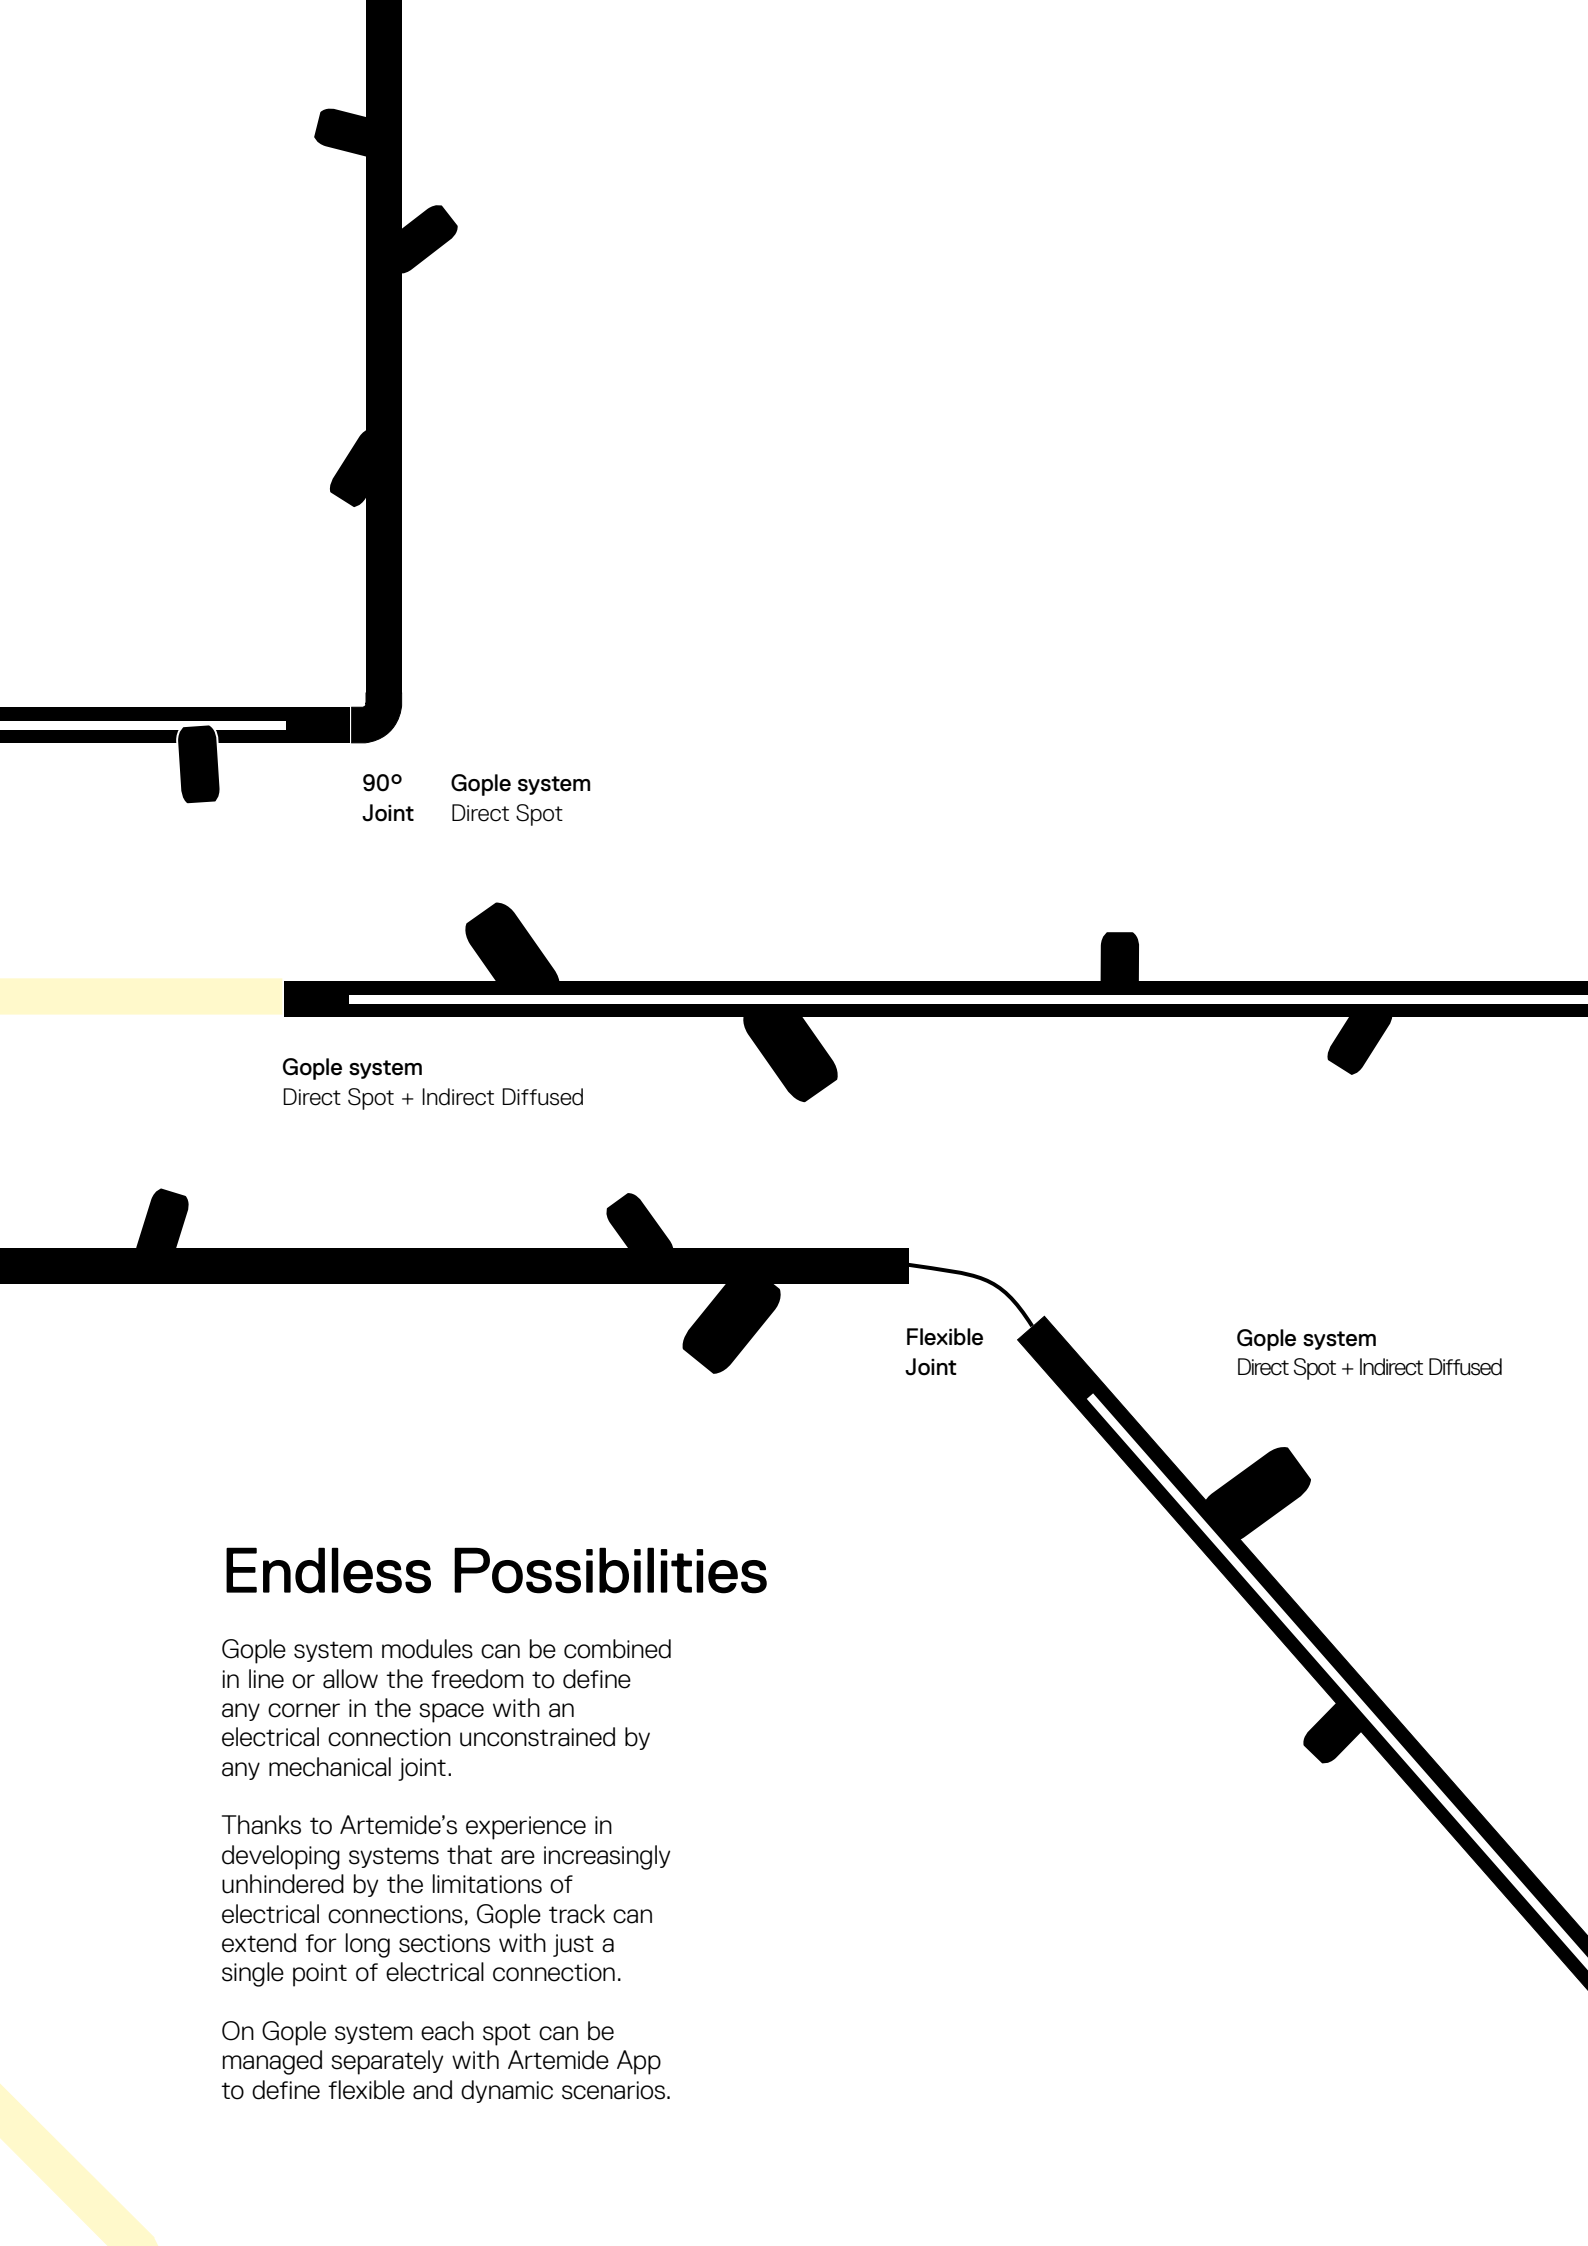 90°
Joint
Gople system
Direct Spot
Gople system
Direct Spot + Indirect Diffused
Flexible
Joint
Gople system
Direct Spot + Indirect Diffused
Endless Possibilities
Gople system modules can be combined
in line or allow the freedom to define
any corner in the space with an
electrical connection unconstrained by
any mechanical joint.
Thanks to Artemide’s experience in
developing systems that are increasingly
unhindered by the limitations of
electrical connections, Gople track can
extend for long sections with just a
single point of electrical connection.
On Gople system each spot can be
managed separately with Artemide App
to define flexible and dynamic scenarios.